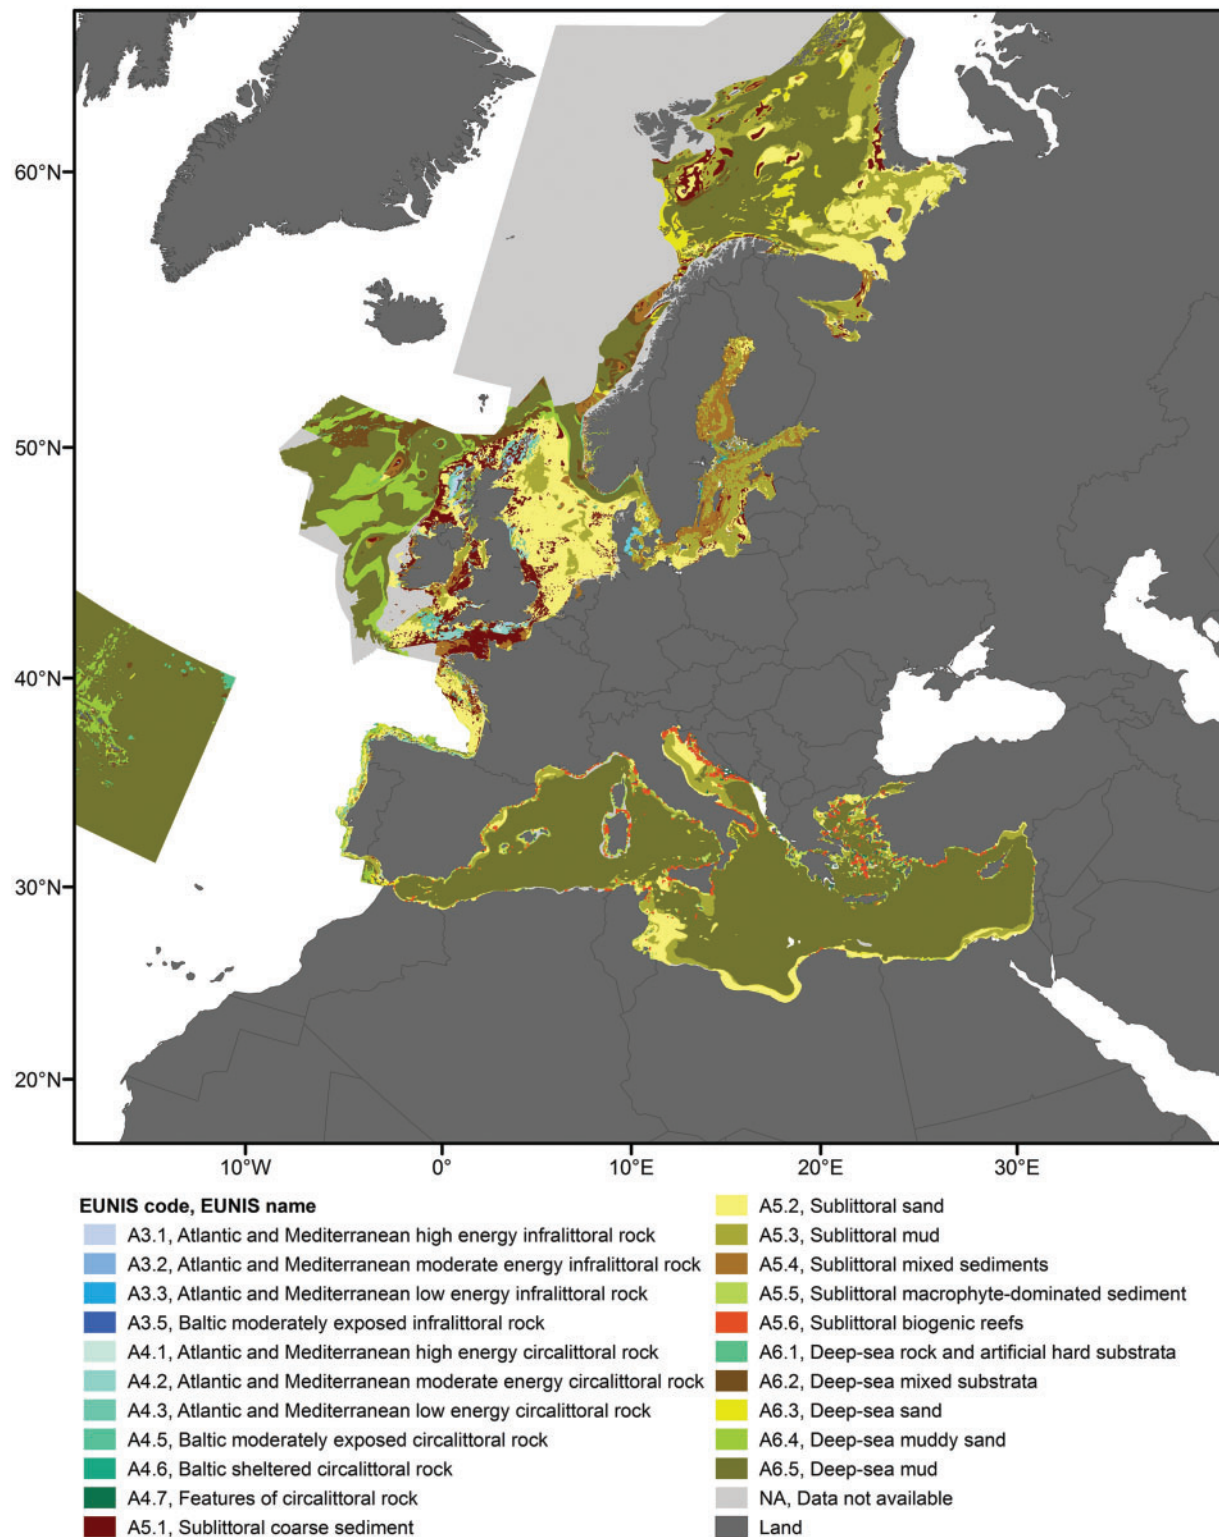 60°N
50°N
40°N
30°N
20°N
10°W 0° 10°E 20°E 30°E
EUNIS code, EUNIS name
A3.1, Atlantic and Mediterranean high energy infralittoral rock
A3.2, Atlantic and Mediterranean moderate energy infralittoral rock
A3.3, Atlantic and Mediterranean low energy infralittoral rock
A3.5, Baltic moderately exposed infralittoral rock
A4.1, Atlantic and Mediterranean high energy circalittoral rock
A4.2, Atlantic and Mediterranean moderate energy circalittoral rock
A4.3, Atlantic and Mediterranean low energy circalittoral rock
A4.5, Baltic moderately exposed circalittoral rock
A4.6, Baltic sheltered circalittoral rock
A4.7, Features of circalittoral rock
A5.1, Sublittoral coarse sediment
A5.2, Sublittoral sand
A5.3, Sublittoral mud
A5.4, Sublittoral mixed sediments
A5.5, Sublittoral macrophyte-dominated sediment
A5.6, Sublittoral biogenic reefs
A6.1, Deep-sea rock and artificial hard substrata
A6.2, Deep-sea mixed substrata
A6.3, Deep-sea sand
A6.4, Deep-sea muddy sand
A6.5, Deep-sea mud
NA, Data not available
Land